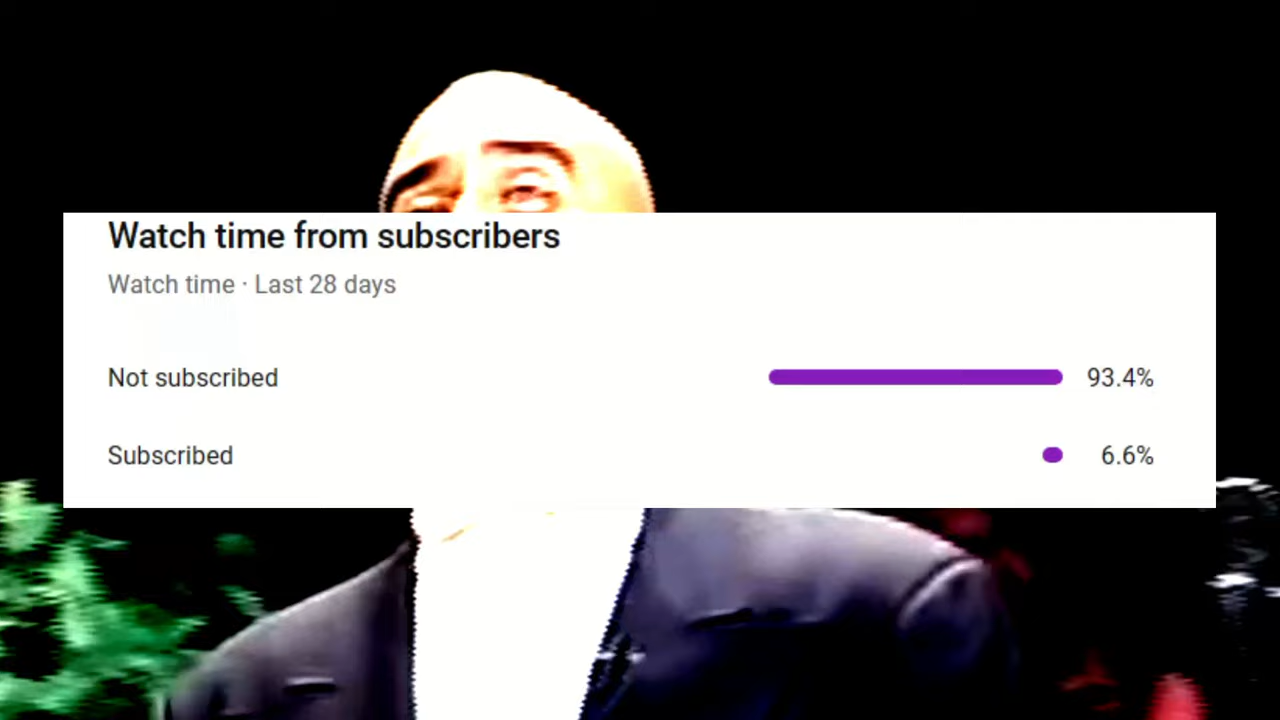 Watch time from subscribers
Watch time · Last 28 days
Not subscribed 93.4%
Subscribed 6.6%